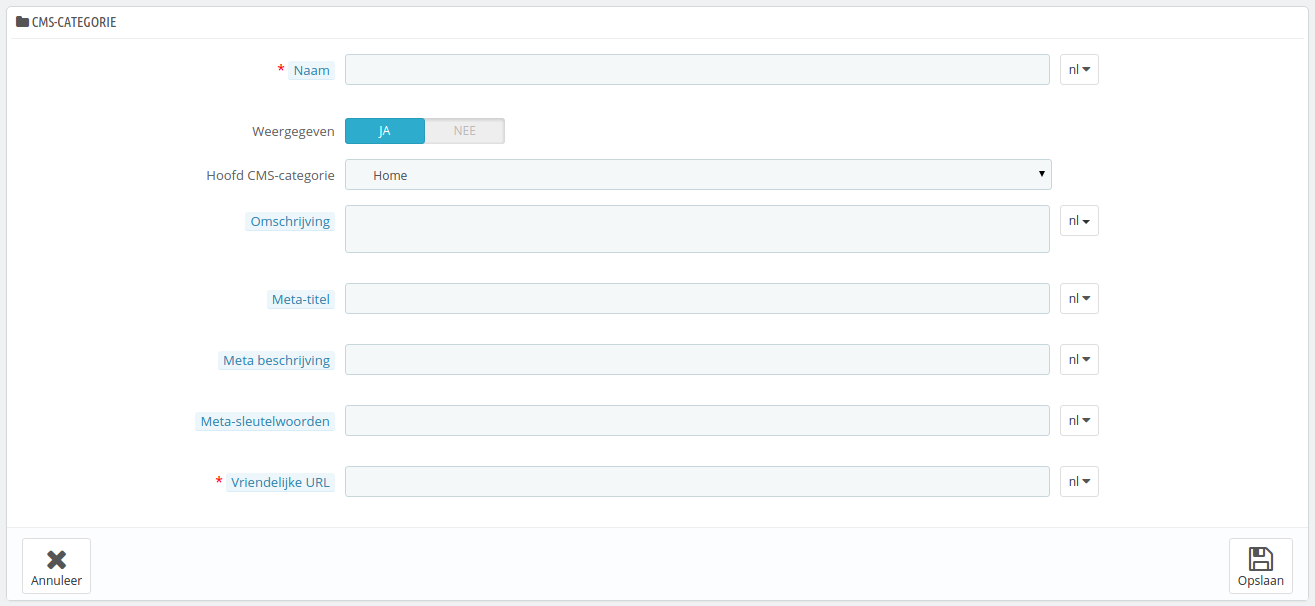 CMS-CATEGORIE
* Naam nl
Weergegeven JA NEE
Hoofd CMS-categorie Home
Omschrijving nl
Meta-titel nl
Meta beschrijving nl
Meta-sleutelwoorden nl
* Vriendelijke URL nl
Annuleer Opslaan